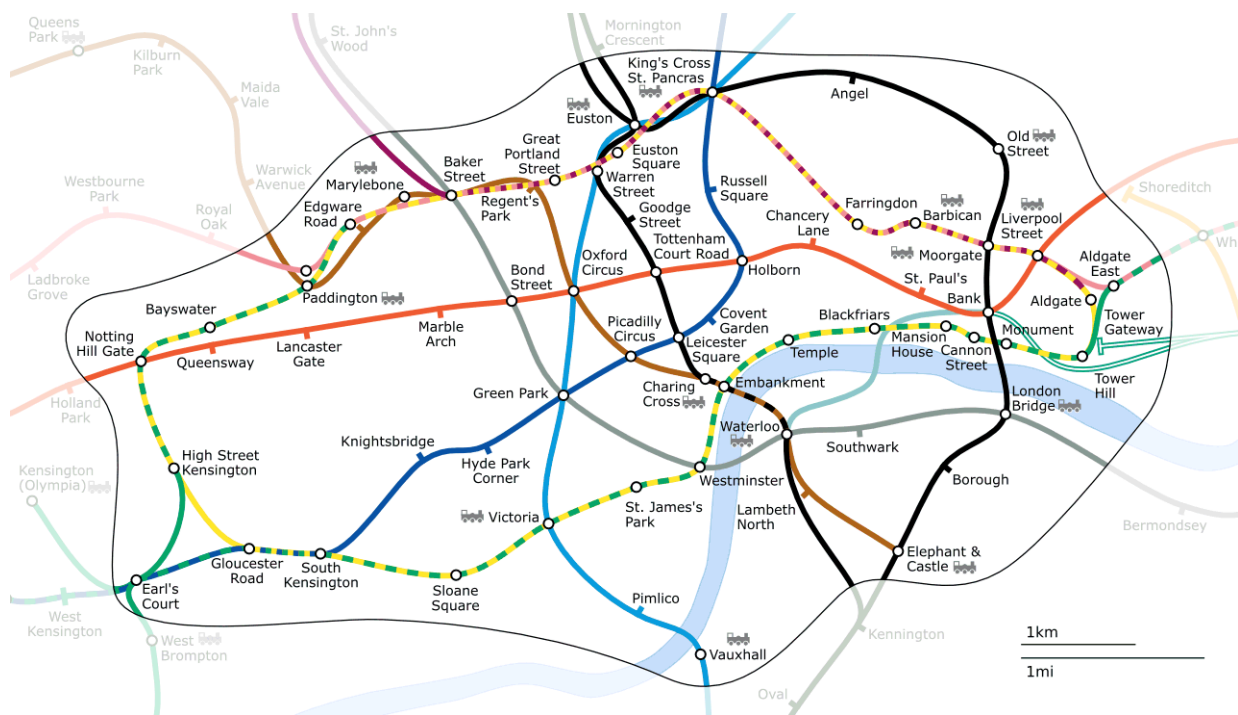 Queens
Park
Kilburn
Park
St. John's
Wood
Mornington
Crescent
King's Cross
St. Pancras
Maida
Vale
Angel
Euston
Old
Street
Great
Portland
Street
Euston
Square
Baker
Street
Marylebone
Warwick
Avenue
Westbourne
Park
Edgware
Road
Regent's
Park
Warren
Street
Russell
Square
Shoreditch
Royal
Oak
Goodge
Street
Chancery
Lane
Farringdon
Barbican
Liverpool
Street
Wh
Ladbroke
Grove
Tottenham
Court Road
Oxford
Circus
Holborn
Moorgate
Aldgate
East
Bond
Street
St. Paul's
Paddington
Bank
Aldgate
Bayswater
Covent
Garden
Blackfriars
Tower
Gateway
Notting
Hill Gate
Marble
Arch
Picadilly
Circus
Leicester
Square
Temple
Mansion
House
Monument
Cannon
Street
Queensway
Lancaster
Gate
Tower
Hill
Holland
Park
Green Park
Charing
Cross
Embankment
London
Bridge
Waterloo
Knightsbridge
Southwark
High Street
Kensington
Hyde Park
Corner
Westminster
Borough
Kensington
(Olympia)
St. James's
Park
Lambeth
North
Bermondsey
Victoria
Gloucester
Road
South
Kensington
Elephant &
Castle
Earl's
Court
Sloane
Square
Pimlico
West
Kensington
West
Brompton
Kennington
Vauxhall
1km
1mi
Oval